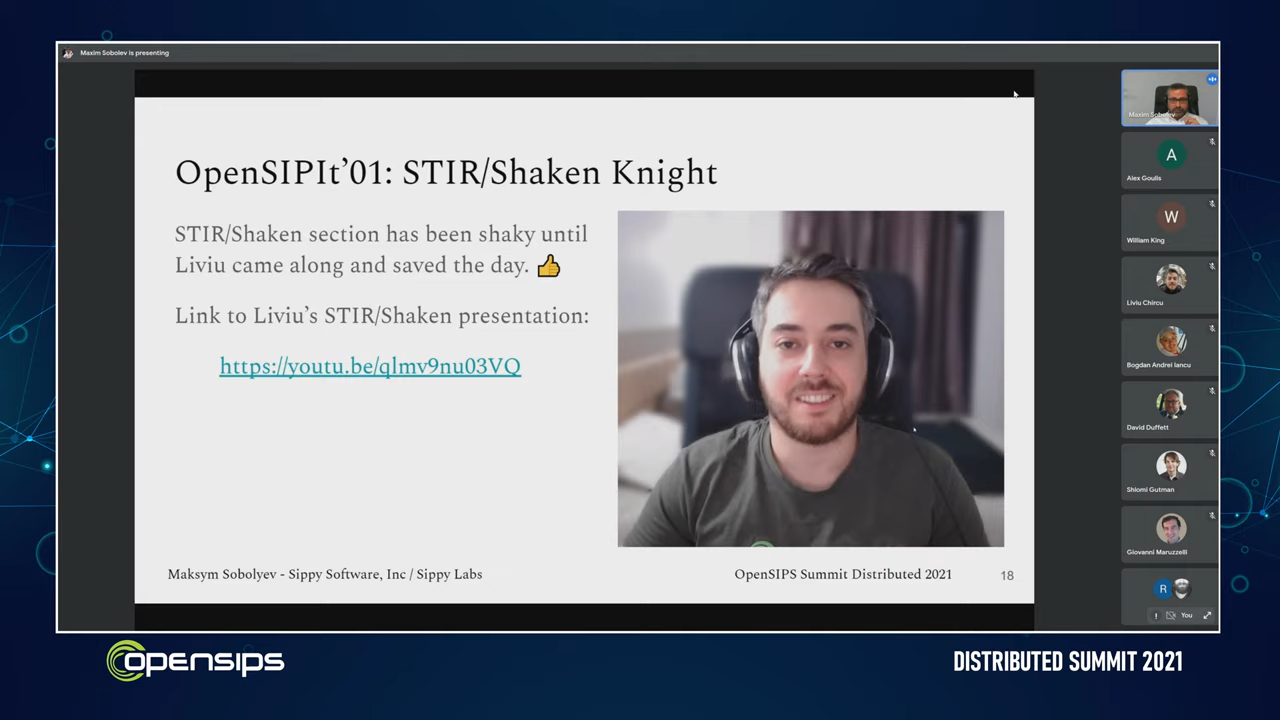 Maxim Sobolev is presenting
OpenSIPIt’01: STIR/Shaken Knight
STIR/Shaken section has been shaky until
Liviu came along and saved the day. 👍
Link to Liviu’s STIR/Shaken presentation:
https://youtu.be/qlmv9nu03VQ
Maksym Sobolyev - Sippy Software, Inc / Sippy Labs
OpenSIPS Summit Distributed 2021
18
Maxim Sobolev
A
Alex Goulis
W
William King
Liviu Chircu
Bogdan Andrei Iancu
David Duffett
Shlomi Gutman
Giovanni Maruzzelli
R
You
opensips
DISTRIBUTED SUMMIT 2021